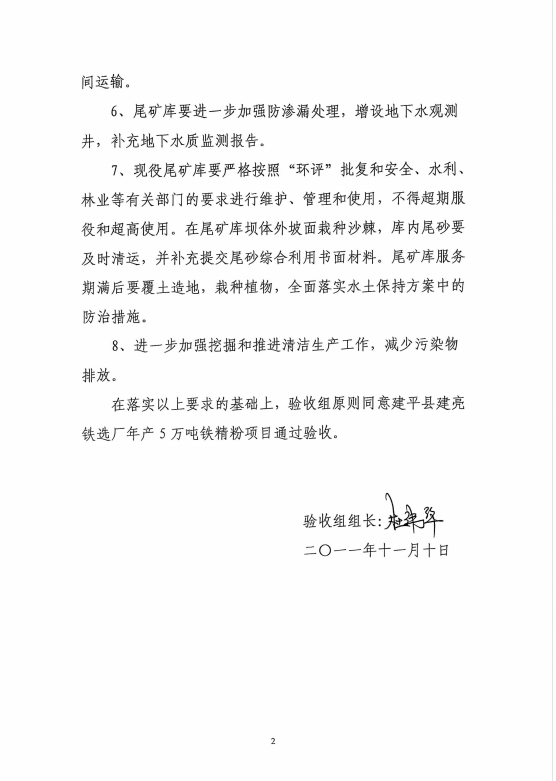 间运输。
6、尾矿库要进一步加强防渗漏处理，增设地下水观测
井，补充地下水质监测报告。
7、现役尾矿库要严格按照“环评”批复和安全、水利、
林业等有关部门的要求进行维护、管理和使用，不得超期服
役和超高使用。在尾矿库坝体外坡面栽种沙棘，库内尾砂要
及时清运，并补充提交尾砂综合利用书面材料。尾矿库服务
期满后要覆土造地，栽种植物，全面落实水土保持方案中的
防治措施。
8、进一步加强挖掘和推进清洁生产工作，减少污染物
排放。
在落实以上要求的基础上，验收组原则同意建平县建亮
铁选厂年产 5 万吨铁精粉项目通过验收。
验收组组长：
二〇一一年十一月十日
2